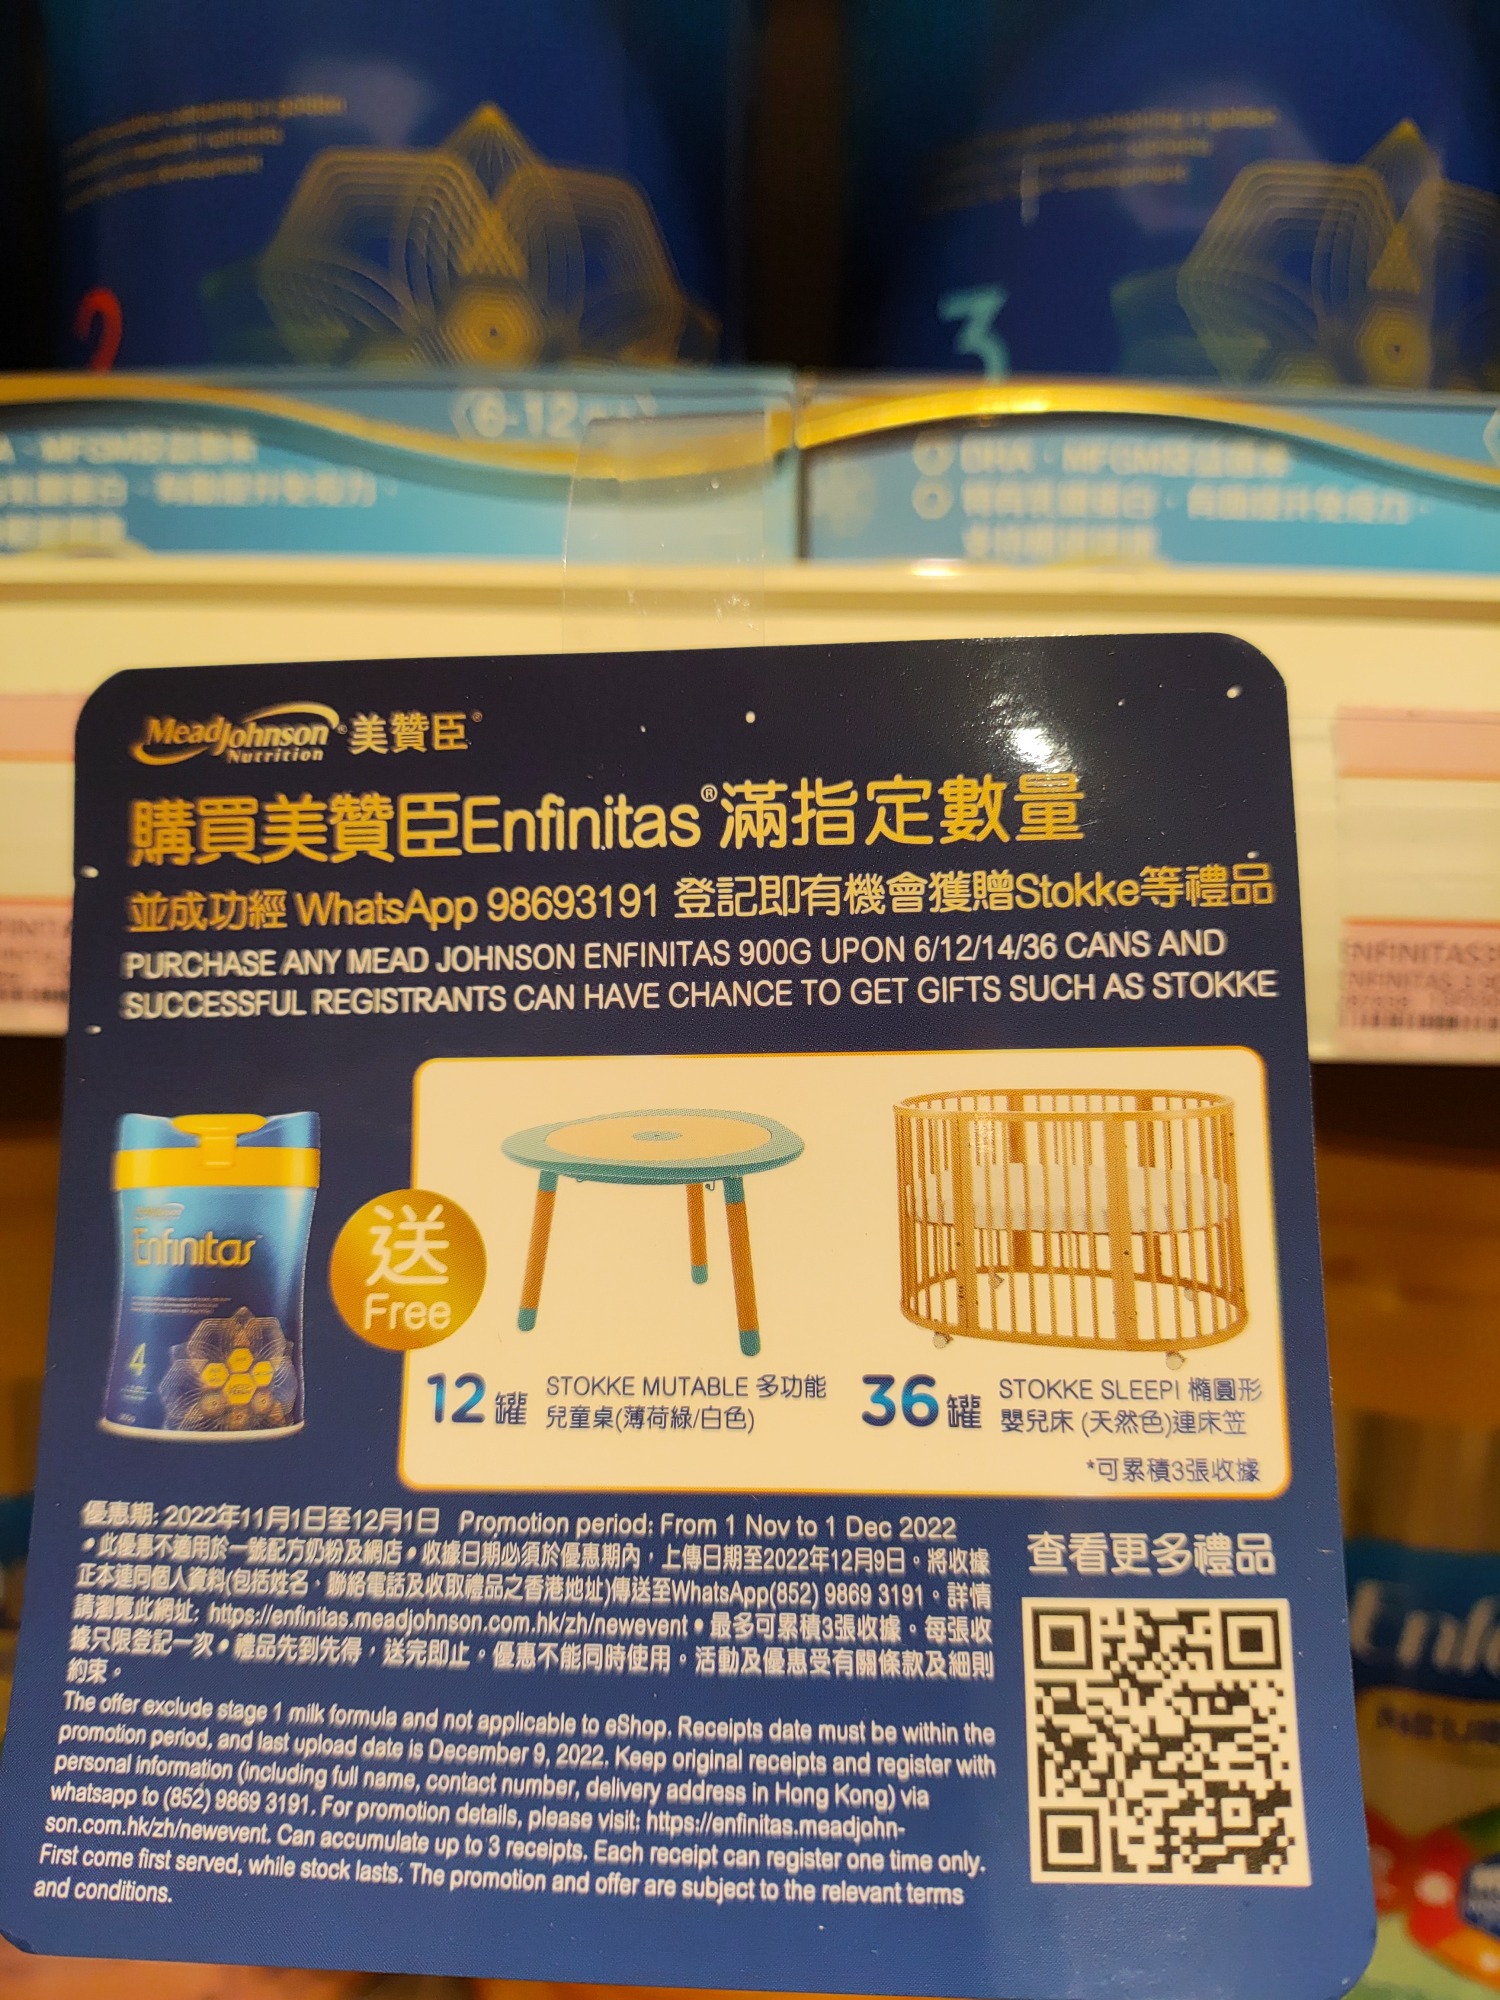 2
3
6-12
DHA · MFGM
MeadJohnson® 美贊臣®
Nutrition
購買美贊臣Enfinitas®滿指定數量
並成功經 WhatsApp 98693191 登記即有機會獲贈Stokke等禮品
PURCHASE ANY MEAD JOHNSON ENFINITAS 900G UPON 6/12/14/36 CANS AND
SUCCESSFUL REGISTRANTS CAN HAVE CHANCE TO GET GIFTS SUCH AS STOKKE
Enfinitas
4
送
Free
12罐
STOKKE MUTABLE 多功能
兒童桌(薄荷綠/白色)
36罐
STOKKE SLEEPI 橢圓形
嬰兒床 (天然色)連床笠
*可累積3張收據
優惠期: 2022年11月1日至12月1日 Promotion period: From 1 Nov to 1 Dec 2022
•此優惠不適用於一號配方奶粉及網店•收據日期必須於優惠期內，上傳日期至2022年12月9日。將收據
正本連同個人資料(包括姓名、聯絡電話及收取禮品之香港地址)傳送至WhatsApp(852) 9869 3191。詳情
請瀏覽此網址: https://enfinitas.meadjohnson.com.hk/zh/newevent•最多可累積3張收據。每張收
據只限登記一次•禮品先到先得，送完即止。優惠不能同時使用。活動及優惠受有關條款及細則
約束。
The offer exclude stage 1 milk formula and not applicable to eShop. Receipts date must be within the
promotion period, and last upload date is December 9, 2022. Keep original receipts and register with
personal information (including full name, contact number, delivery address in Hong Kong) via
whatsapp to (852) 9869 3191. For promotion details, please visit: https://enfinitas.meadjohn-
son.com.hk/zh/newevent. Can accumulate up to 3 receipts. Each receipt can register one time only.
First come first served, while stock lasts. The promotion and offer are subject to the relevant terms
and conditions.
查看更多禮品